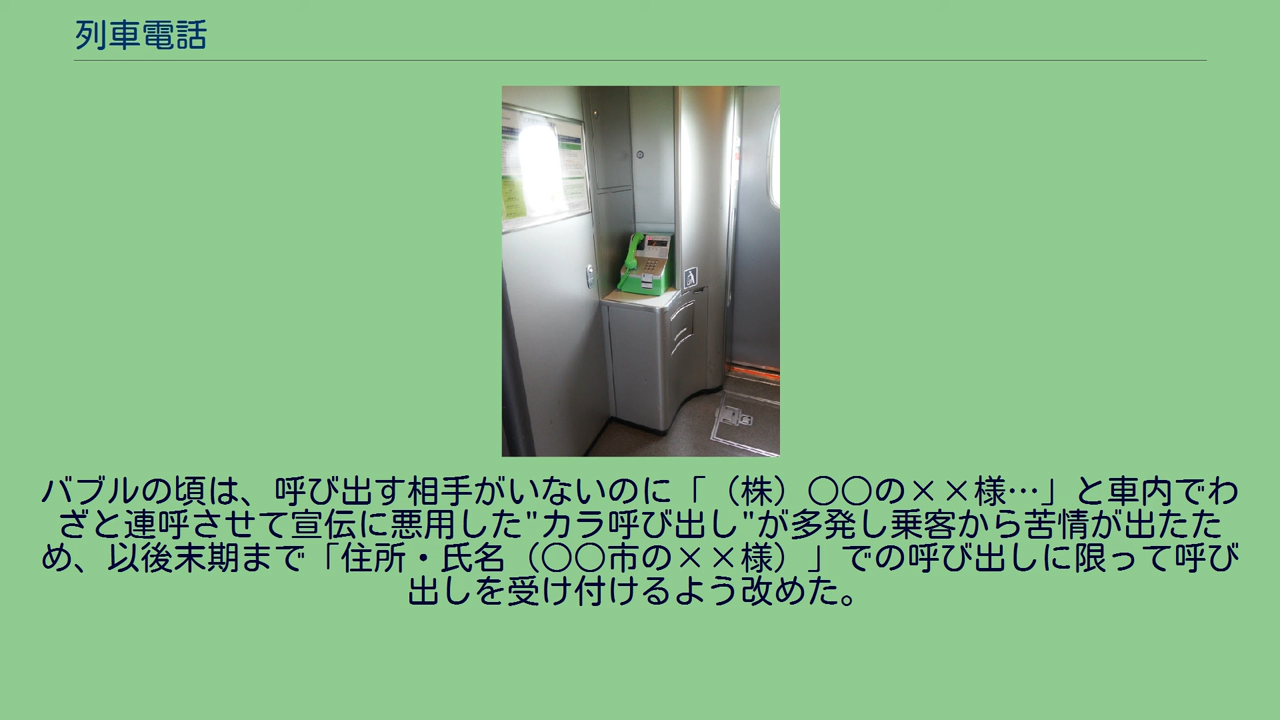 列車電話
バブルの頃は、呼び出す相手がいないのに「（株）〇〇の××様…」と車内でわ
ざと連呼させて宣伝に悪用した"カラ呼び出し"が多発し乗客から苦情が出たた
め、以後末期まで「住所・氏名（〇〇市の××様）」での呼び出しに限って呼び
出しを受け付けるよう改めた。